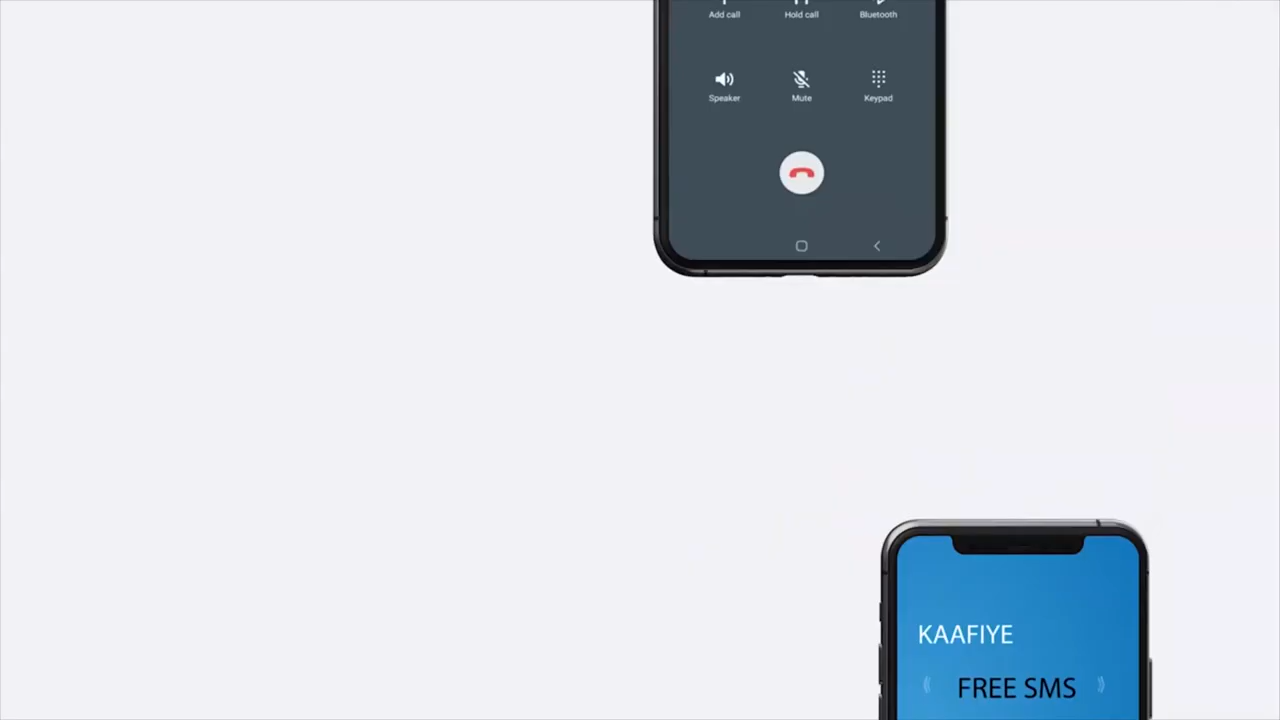 Add call Hold call Bluetooth
Speaker Mute Keypad
KAAFIYE
FREE SMS